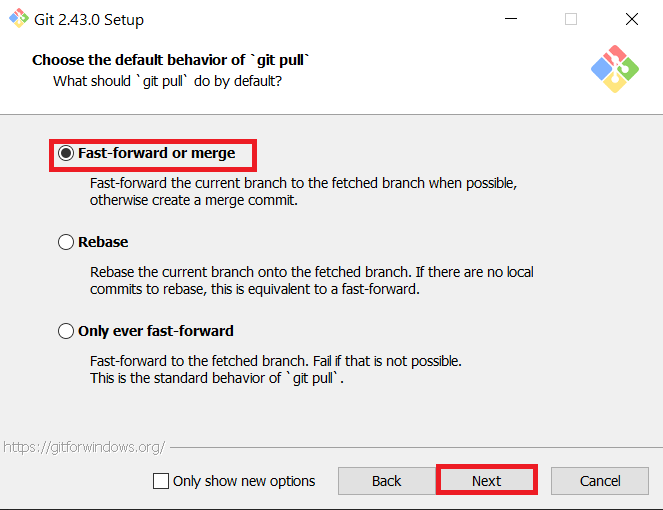 Git 2.43.0 Setup
Choose the default behavior of `git pull`
What should `git pull` do by default?
Fast-forward or merge
Fast-forward the current branch to the fetched branch when possible,
otherwise create a merge commit.
Rebase
Rebase the current branch onto the fetched branch. If there are no local
commits to rebase, this is equivalent to a fast-forward.
Only ever fast-forward
Fast-forward to the fetched branch. Fail if that is not possible.
This is the standard behavior of `git pull`.
https://gitforwindows.org/
Only show new options
Back
Next
Cancel